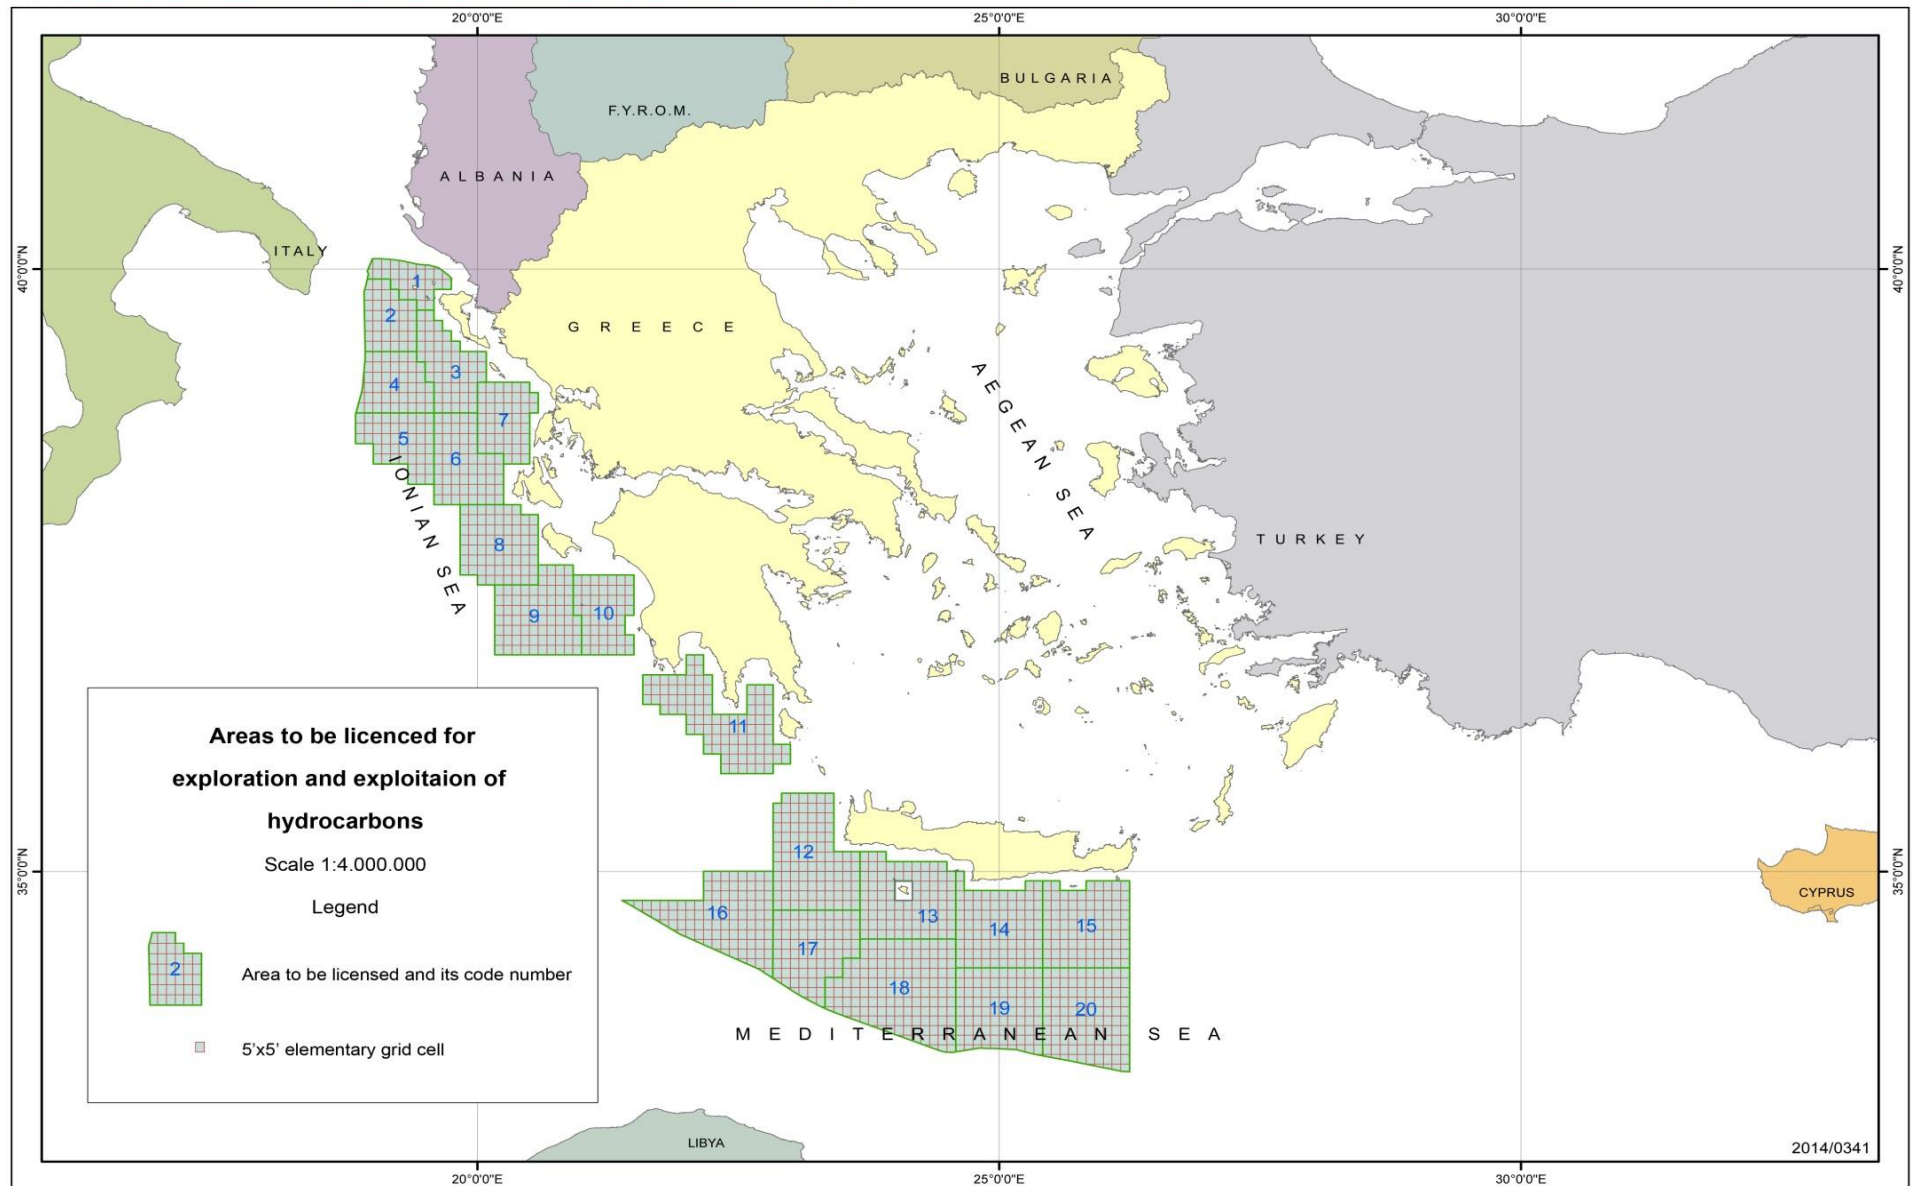 20°0'0"E 25°0'0"E 30°0'0"E
BULGARIA
F.Y.R.O.M.
ALBANIA
ITALY
40°0'0"N 40°0'0"N
1
2
GREECE
3
4
AEGEAN SEA
7
5
6
IONIAN SEA
TURKEY
8
9
10
11
Areas to be licenced for
exploration and exploitaion of
hydrocarbons
Scale 1:4.000.000
Legend
2
Area to be licensed and its code number
5'x5' elementary grid cell
12
35°0'0"N 35°0'0"N
CYPRUS
16
13
14
15
17
18
19
20
MEDITERRANEAN SEA
LIBYA
2014/0341
20°0'0"E 25°0'0"E 30°0'0"E